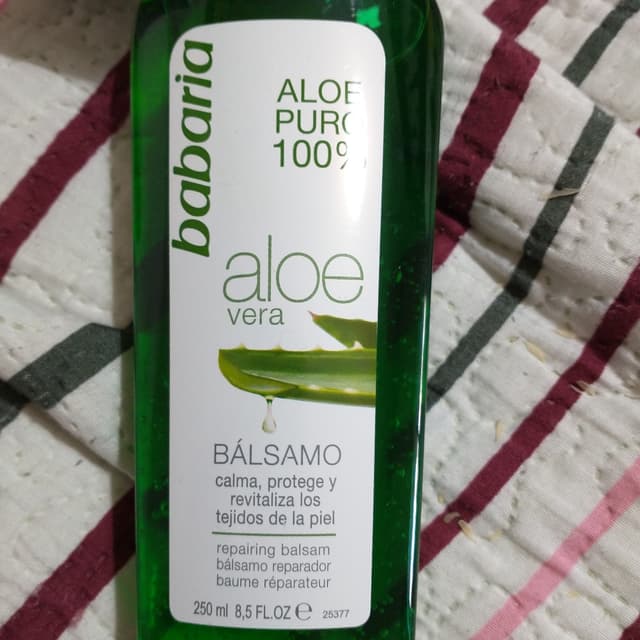 babaria
ALOE
PURO
100%
aloe
vera
BÁLSAMO
calma, protege y
revitaliza los
tejidos de la piel
repairing balsam
bálsamo reparador
baume réparateur
250 ml 8,5 FL.OZ ℮ 25377